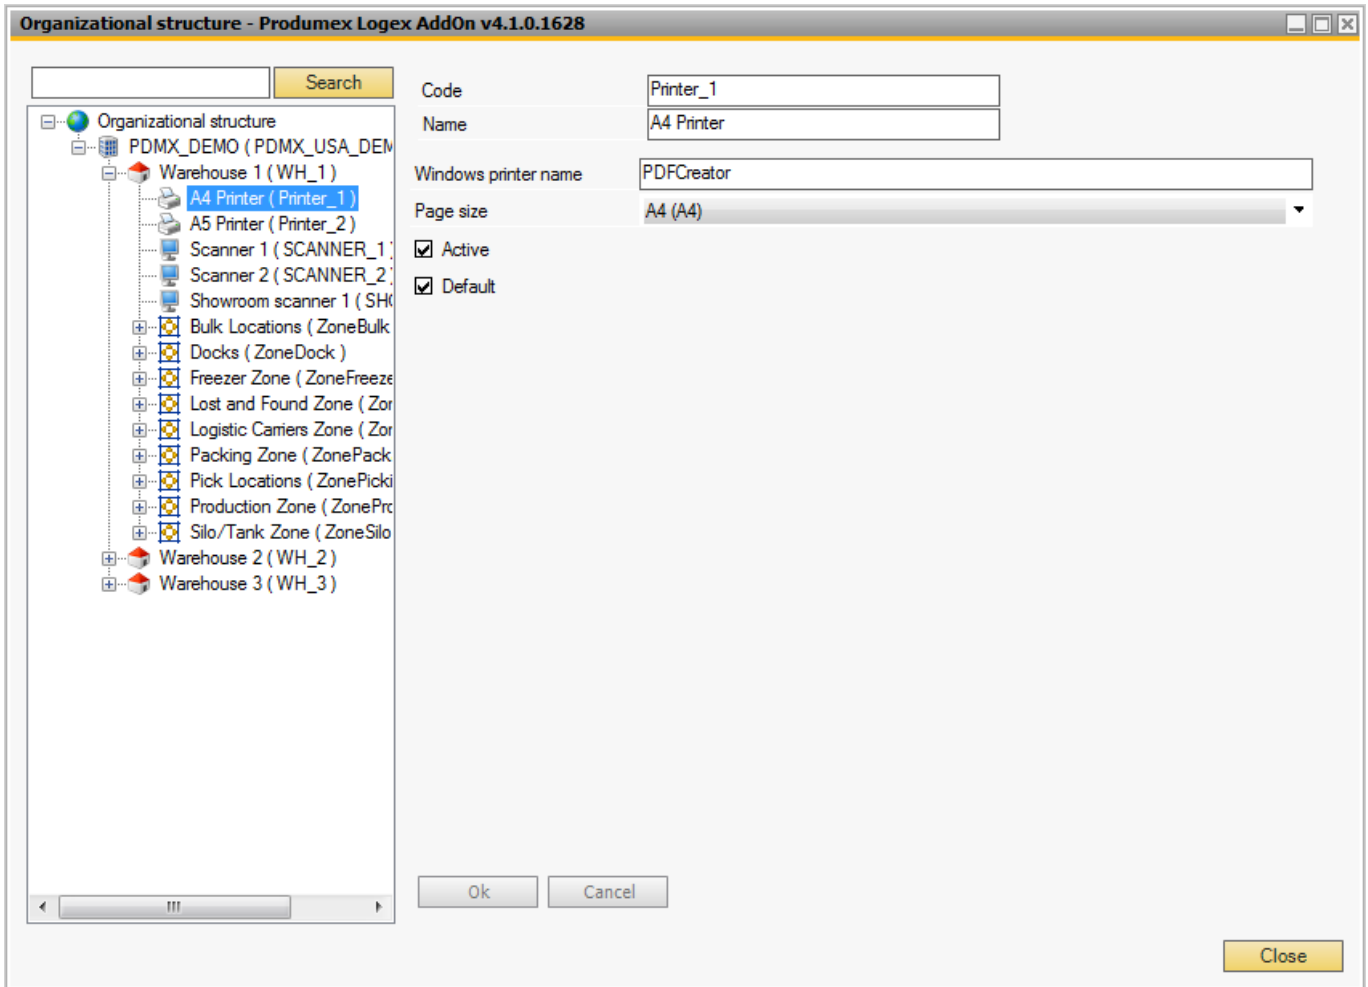 Organizational structure - Produmex Logex AddOn v4.1.0.1628
Search
Organizational structure
PDMX_DEMO ( PDMX_USA_DEM
Warehouse 1 ( WH_1 )
A4 Printer ( Printer_1 )
A5 Printer ( Printer_2 )
Scanner 1 ( SCANNER_1 )
Scanner 2 ( SCANNER_2 )
Showroom scanner 1 ( SHO
Bulk Locations ( ZoneBulk
Docks ( ZoneDock )
Freezer Zone ( ZoneFreeze
Lost and Found Zone ( Zon
Logistic Carriers Zone ( Zon
Packing Zone ( ZonePack
Pick Locations ( ZonePicki
Production Zone ( ZonePro
Silo/Tank Zone ( ZoneSilo
Warehouse 2 ( WH_2 )
Warehouse 3 ( WH_3 )
Code Printer_1
Name A4 Printer
Windows printer name PDFCreator
Page size A4 (A4)
Active
Default
Ok Cancel
Close